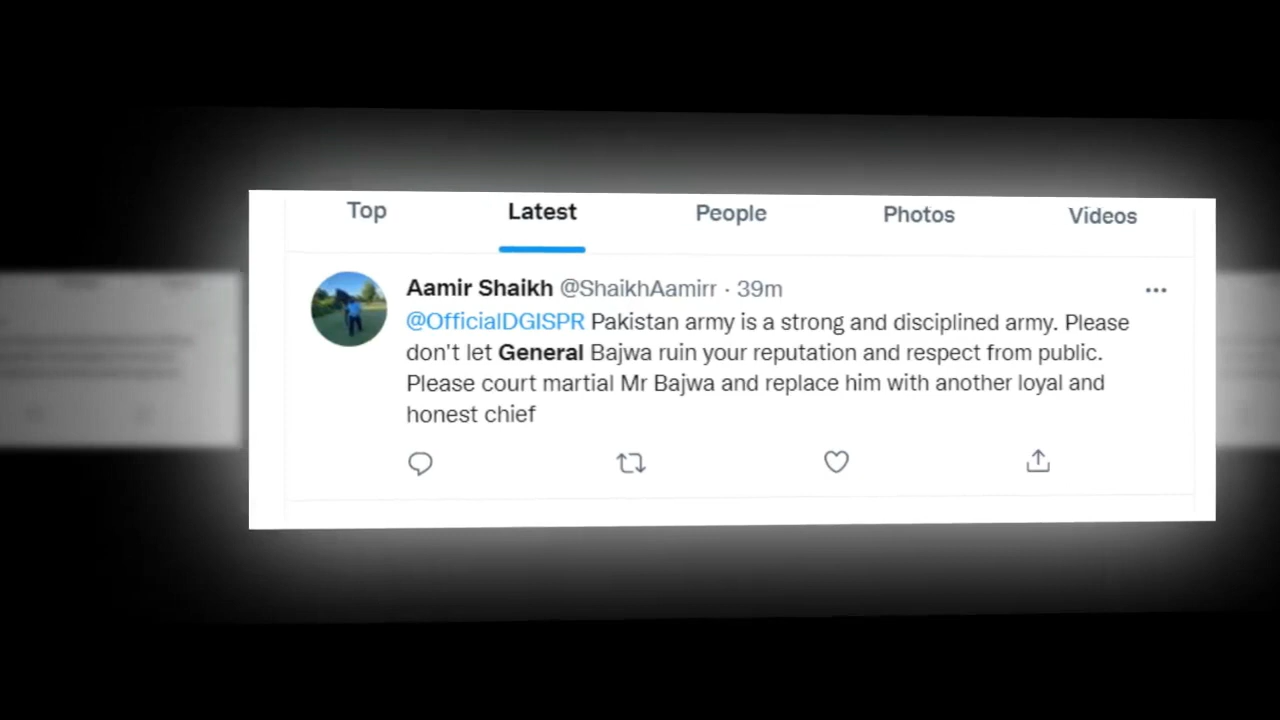 Top Latest People Photos Videos
Aamir Shaikh @ShaikhAamirr · 39m
@OfficialDGISPR Pakistan army is a strong and disciplined army. Please
don't let General Bajwa ruin your reputation and respect from public.
Please court martial Mr Bajwa and replace him with another loyal and
honest chief